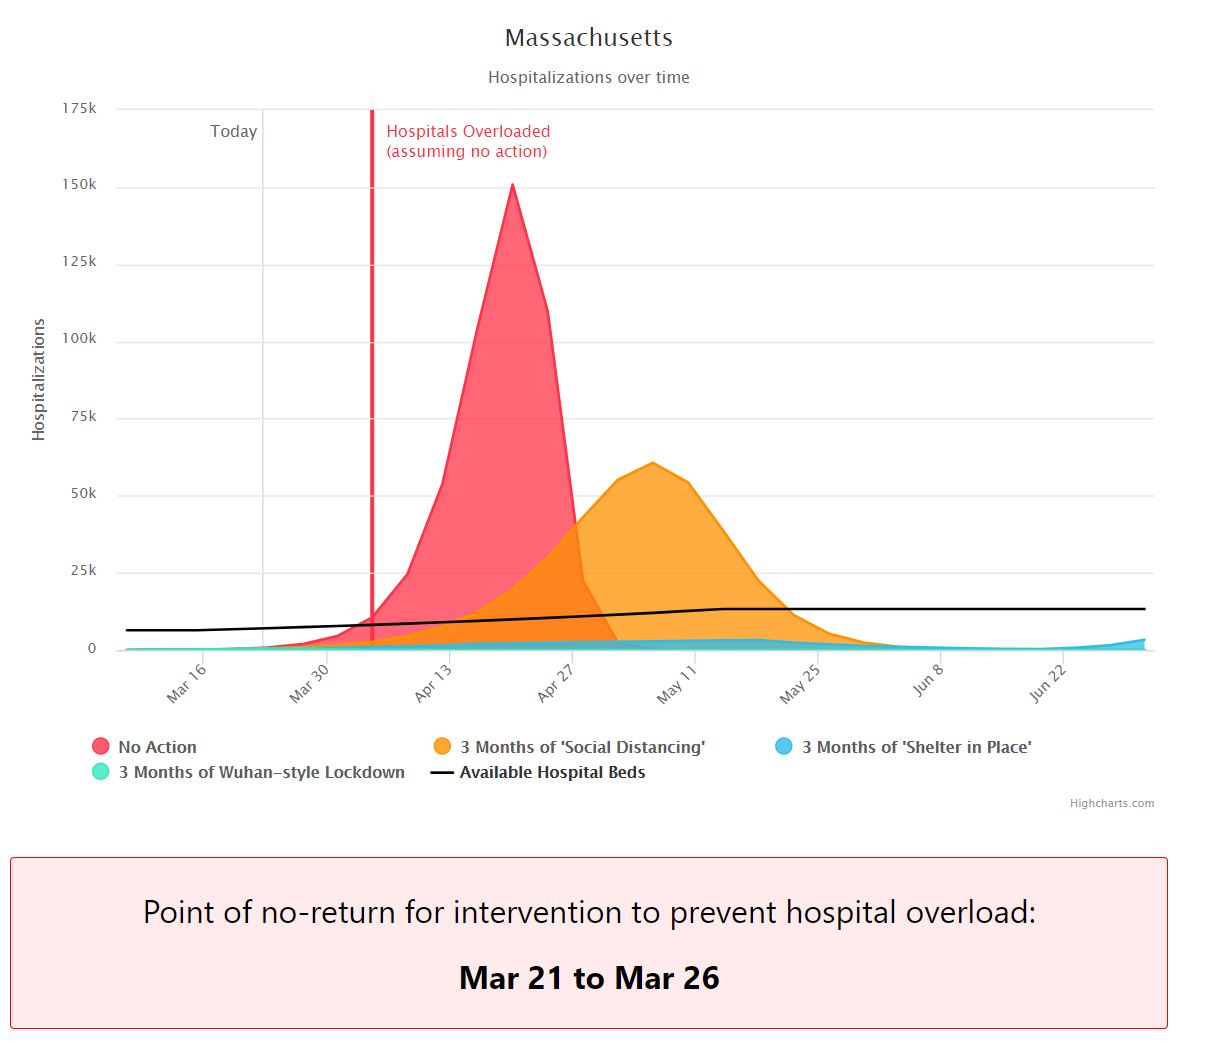 Massachusetts
Hospitalizations over time
175k
Today
Hospitals Overloaded
(assuming no action)
150k
125k
100k
75k
50k
25k
0
Hospitalizations
Mar 16
Mar 30
Apr 13
Apr 27
May 11
May 25
Jun 8
Jun 22
No Action
3 Months of 'Social Distancing'
3 Months of 'Shelter in Place'
3 Months of Wuhan-style Lockdown
Available Hospital Beds
Highcharts.com
Point of no-return for intervention to prevent hospital overload:
Mar 21 to Mar 26